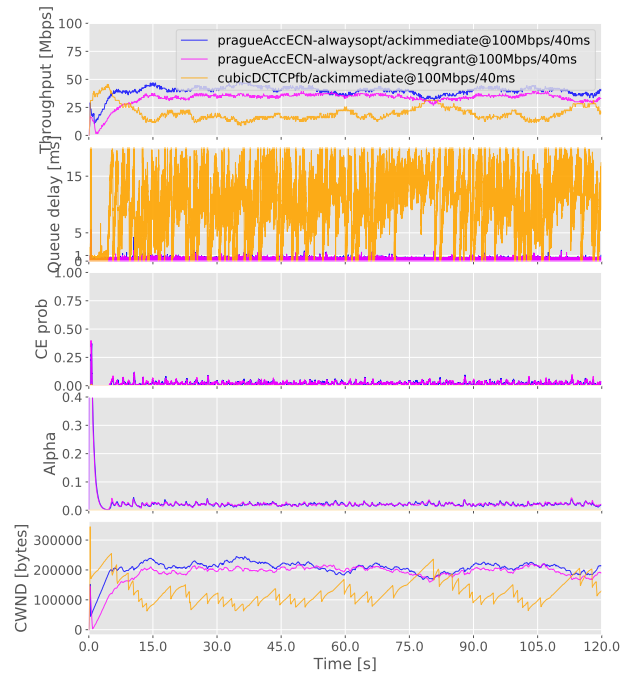 100
75
50
25
0
Throughput [Mbps]
pragueAccECN-alwaysopt/ackimmediate@100Mbps/40ms
pragueAccECN-alwaysopt/ackreqgrant@100Mbps/40ms
cubicDCTCPfb/ackimmediate@100Mbps/40ms
15
5
1
Queue delay [ms]
1.00
0.75
0.50
0.25
0.00
CE prob
0.4
0.3
0.2
0.1
0.0
Alpha
300000
200000
100000
0
CWND [bytes]
0.0 15.0 30.0 45.0 60.0 75.0 90.0 105.0 120.0
Time [s]